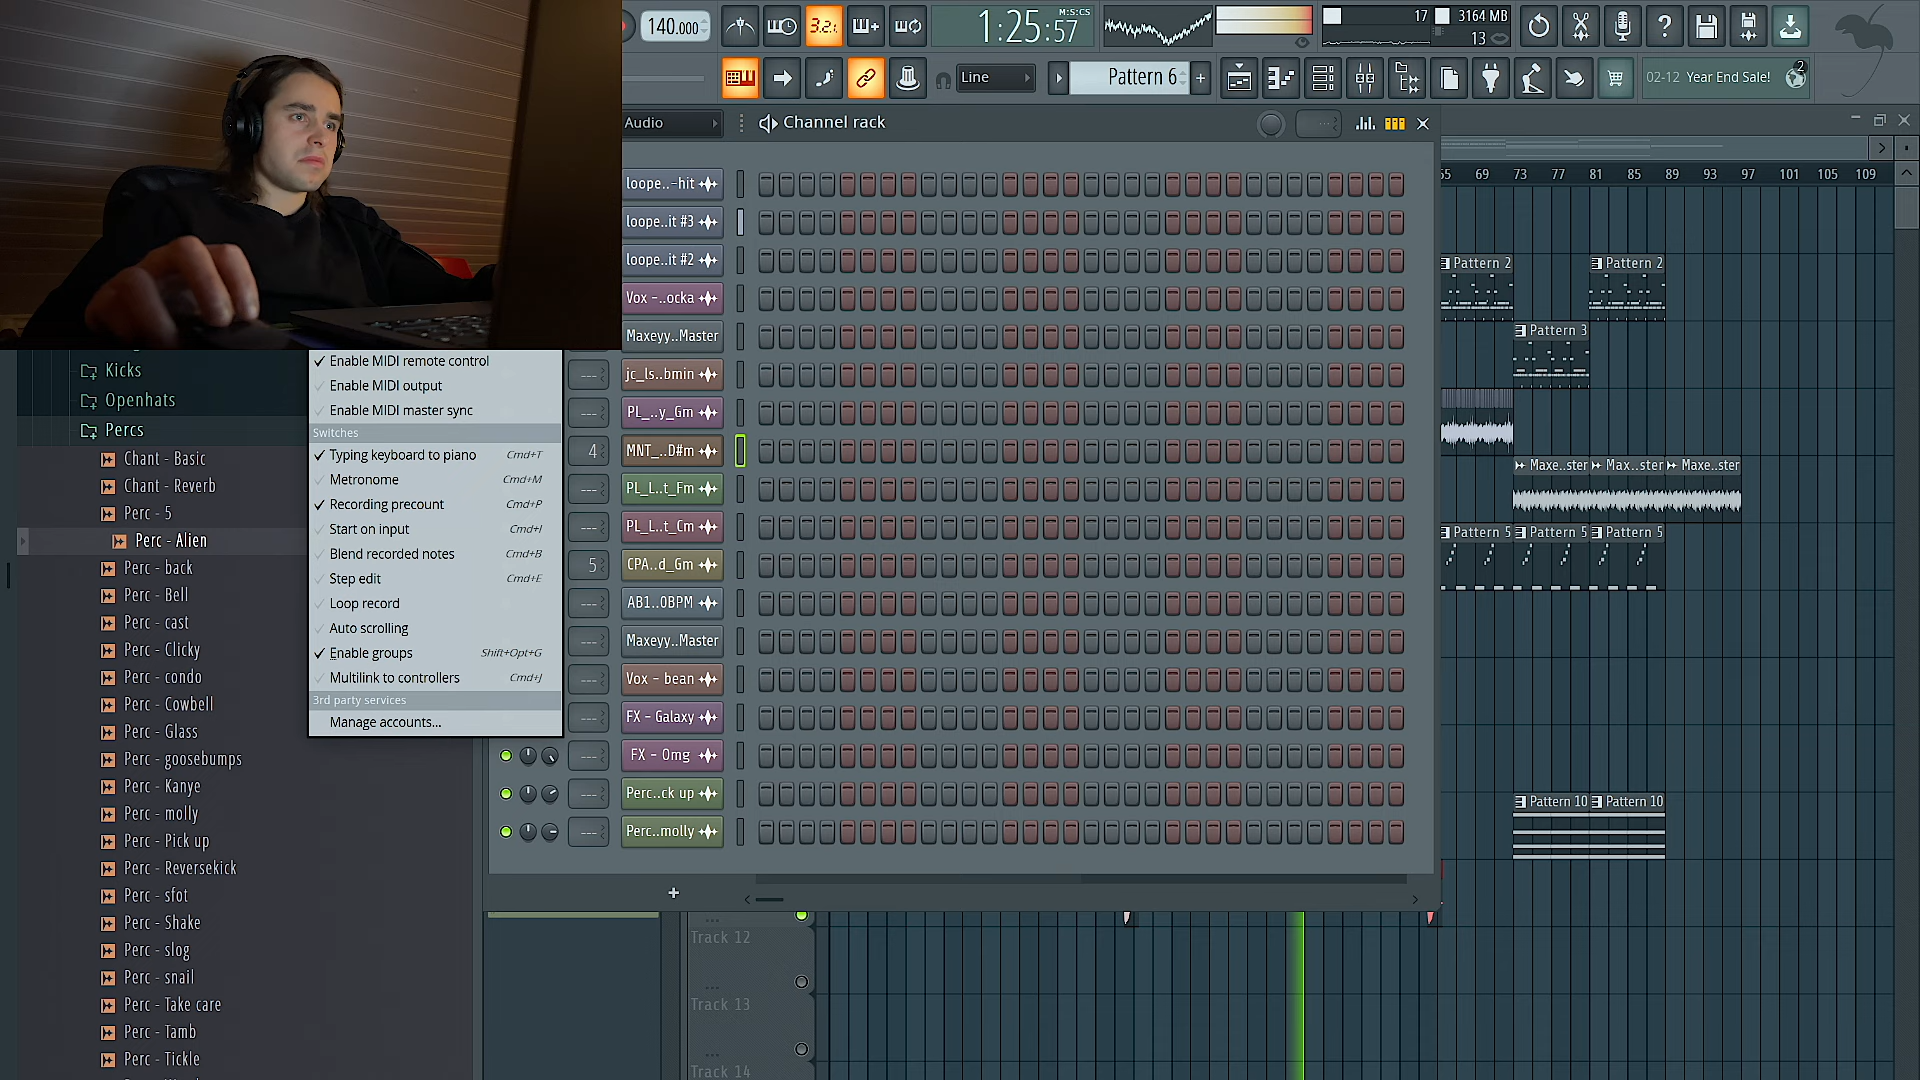 140.000
3.2.
1:25:57
M:S:CS
17
3164 MB
13
Line
Pattern 6
+
02-12 Year End Sale!
2
Audio
Channel rack
loope..-hit
loope..it #3
loope..it #2
Vox -..ocka
Maxeyy..Master
jc_ls..bmin
PL_..y_Gm
4
MNT_..D#m
PL_L..t_Fm
PL_L..t_Cm
5
CPA..d_Gm
AB1..0BPM
Maxeyy..Master
Vox - bean
FX - Galaxy
FX - Omg
Perc..ck up
Perc..molly
+
69 73 77 81 85 89 93 97 101 105 109
Pattern 2
Pattern 2
Pattern 3
Maxe..ster
Max..ster
Maxe..ster
Pattern 5
Pattern 5
Pattern 5
Pattern 10
Pattern 10
Kicks
Openhats
Percs
Chant - Basic
Chant - Reverb
Perc - 5
Perc - Alien
Perc - back
Perc - Bell
Perc - cast
Perc - Clicky
Perc - condo
Perc - Cowbell
Perc - Glass
Perc - goosebumps
Perc - Kanye
Perc - molly
Perc - Pick up
Perc - Reversekick
Perc - sfot
Perc - Shake
Perc - slog
Perc - snail
Perc - Take care
Perc - Tamb
Perc - Tickle
Enable MIDI remote control
Enable MIDI output
Enable MIDI master sync
Switches
Typing keyboard to piano Cmd+T
Metronome Cmd+M
Recording precount Cmd+P
Start on input Cmd+I
Blend recorded notes Cmd+B
Step edit Cmd+E
Loop record
Auto scrolling
Enable groups Shift+Opt+G
Multilink to controllers Cmd+J
3rd party services
Manage accounts...
Track 12
Track 13
Track 14